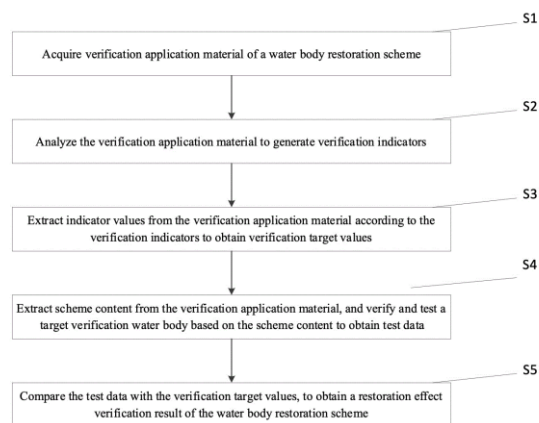 S1
Acquire verification application material of a water body restoration scheme
S2
Analyze the verification application material to generate verification indicators
S3
Extract indicator values from the verification application material according to the
verification indicators to obtain verification target values
S4
Extract scheme content from the verification application material, and verify and test a
target verification water body based on the scheme content to obtain test data
S5
Compare the test data with the verification target values, to obtain a restoration effect
verification result of the water body restoration scheme